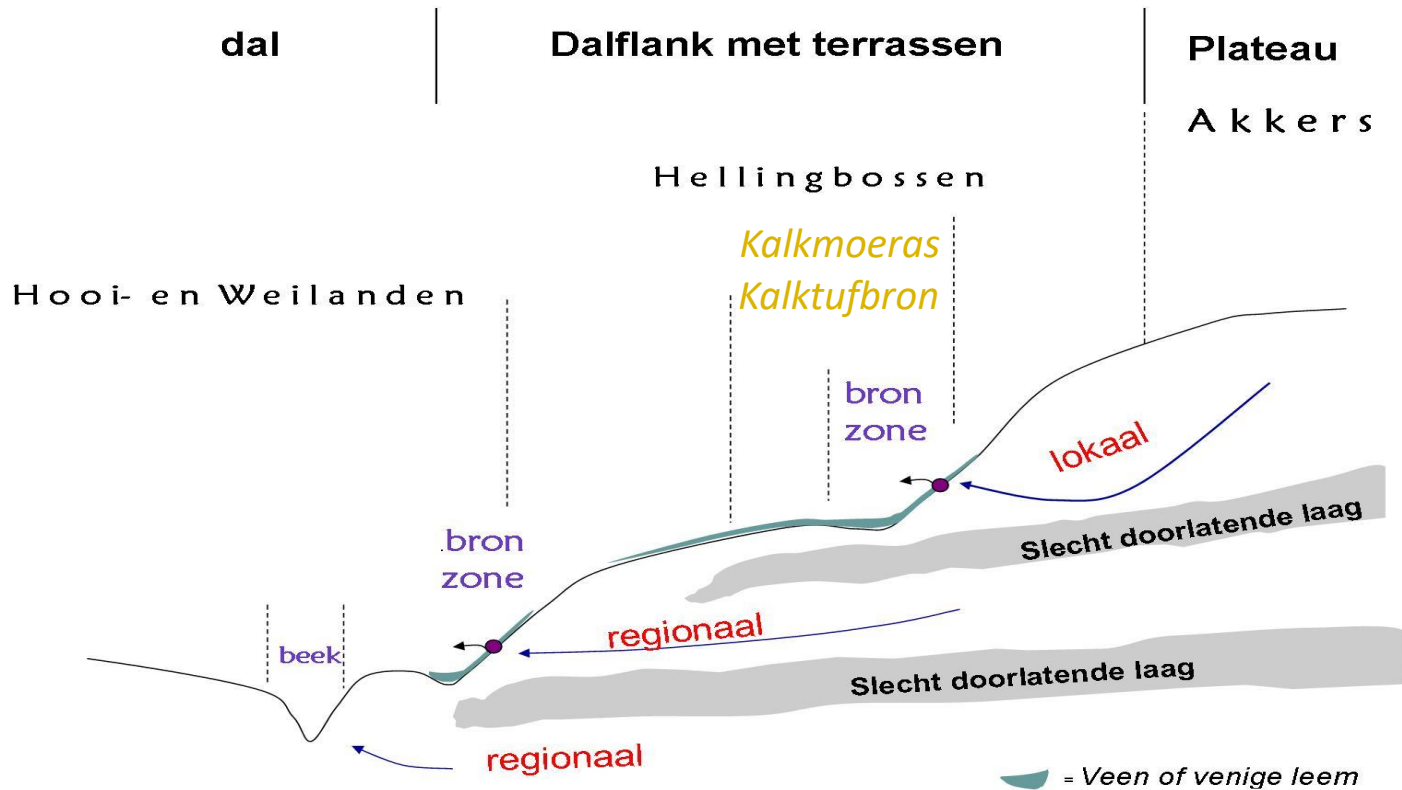 dal
Dalflank met terrassen
Plateau
Akkers
Hellingbossen
Kalkmoeras
Kalktufbron
Hooi- en Weilanden
bron
zone
lokaal
Slecht doorlatende laag
.bron
zone
regionaal
beek
Slecht doorlatende laag
regionaal
= Veen of venige leem